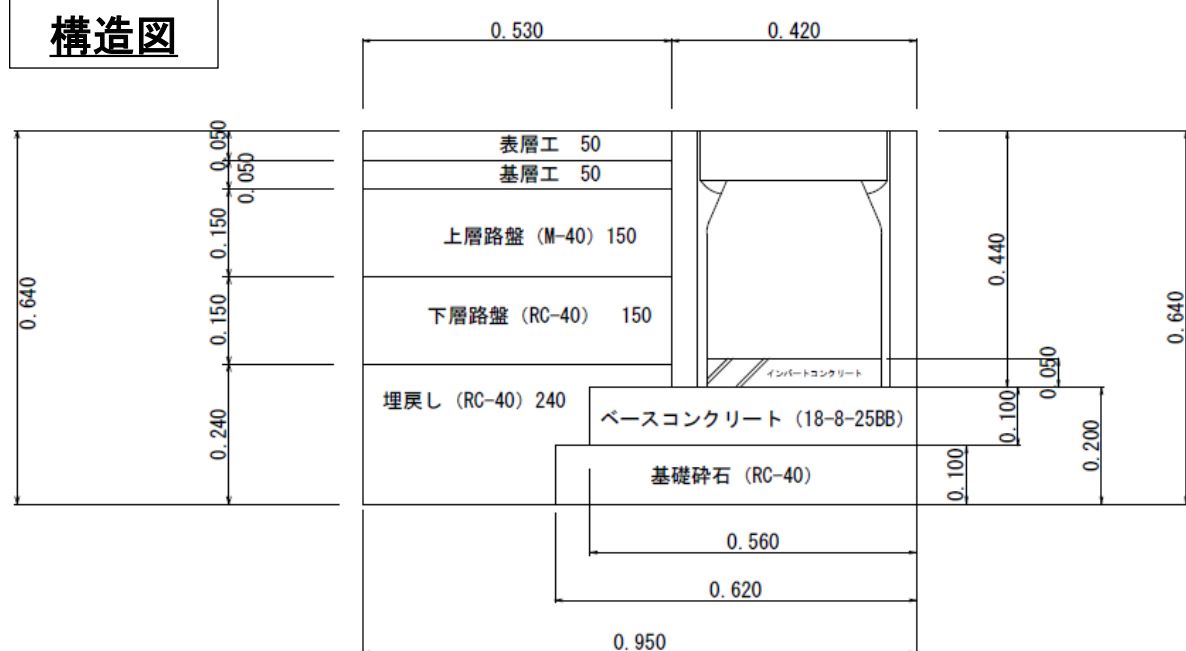 構造図
0.530
0.420
0.050
0.050
0.150
0.150
0.240
0.640
表層工 50
基層工 50
上層路盤（M-40）150
下層路盤（RC-40） 150
埋戻し（RC-40）240
インバートコンクリート
ベースコンクリート（18-8-25BB）
基礎砕石（RC-40）
0.440
0.050
0.100
0.100
0.200
0.640
0.560
0.620
0.950